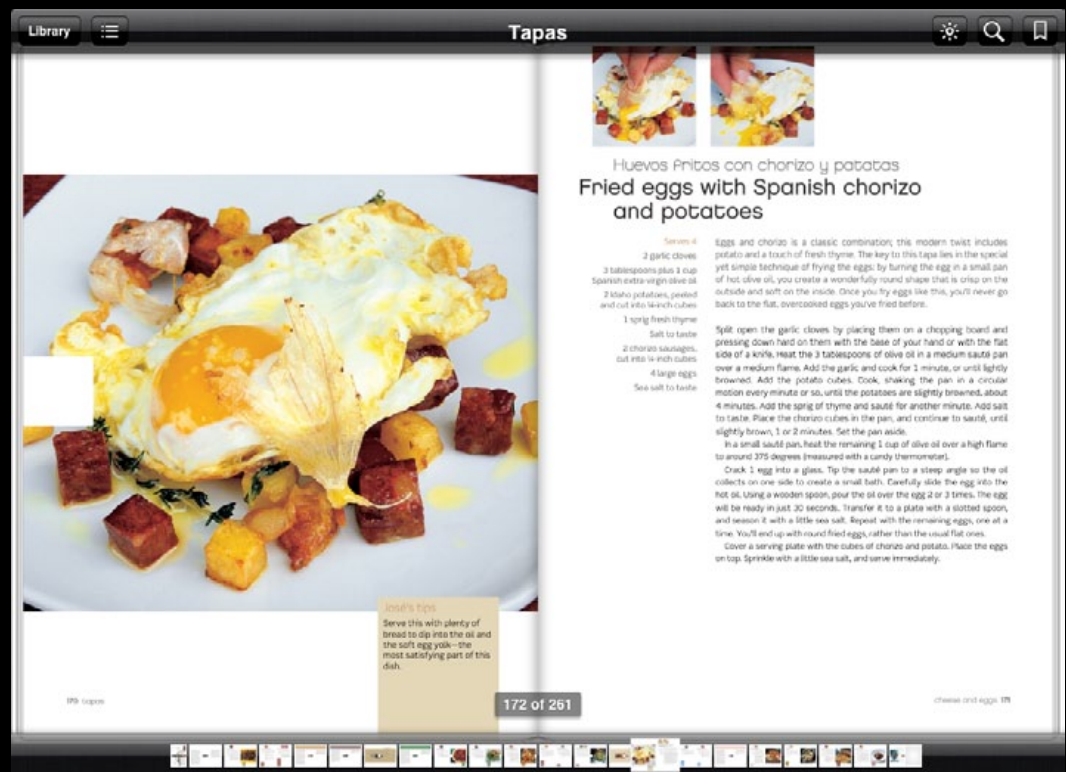 Library
Tapas
Huevos fritos con chorizo y patatas
Fried eggs with Spanish chorizo
and potatoes
Serves 4
2 garlic cloves
3 tablespoons plus 1 cup
Spanish extra-virgin olive oil
2 Idaho potatoes, peeled
and cut into ¼-inch cubes
1 sprig fresh thyme
Salt to taste
2 chorizo sausages,
cut into ¼-inch cubes
4 large eggs
Sea salt to taste
Eggs and chorizo is a classic combination; this modern twist includes
potato and a touch of fresh thyme. The key to this tapa lies in the special
yet simple technique of frying the eggs: by turning the egg in a small pan
of hot olive oil, you create a wonderfully round shape that is crisp on the
outside and soft on the inside. Once you fry eggs like this, you'll never go
back to the flat, overcooked eggs you've fried before.
Split open the garlic cloves by placing them on a chopping board and
pressing down hard on them with the base of your hand or with the flat
side of a knife. Heat the 3 tablespoons of olive oil in a medium sauté pan
over a medium flame. Add the garlic and cook for 1 minute, or until lightly
browned. Add the potato cubes. Cook, shaking the pan in a circular
motion every minute or so, until the potatoes are slightly browned, about
4 minutes. Add the sprig of thyme and sauté for another minute. Add salt
to taste. Place the chorizo cubes in the pan, and continue to sauté, until
slightly brown, 1 or 2 minutes. Set the pan aside.
In a small sauté pan, heat the remaining 1 cup of olive oil over a high flame
to around 375 degrees (measured with a candy thermometer).
Crack 1 egg into a glass. Tip the sauté pan to a steep angle so the oil
collects on one side to create a small bath. Carefully slide the egg into the
hot oil. Using a wooden spoon, pour the oil over the egg 2 or 3 times. The egg
will be ready in just 30 seconds. Transfer it to a plate with a slotted spoon,
and season it with a little sea salt. Repeat with the remaining eggs, one at a
time. You'll end up with round fried eggs, rather than the usual flat ones.
Cover a serving plate with the cubes of chorizo and potato. Place the eggs
on top. Sprinkle with a little sea salt, and serve immediately.
José's tips
Serve this with plenty of
bread to dip into the oil and
the soft egg yolk—the
most satisfying part of this
dish.
170 tapas
172 of 261
cheese and eggs 171